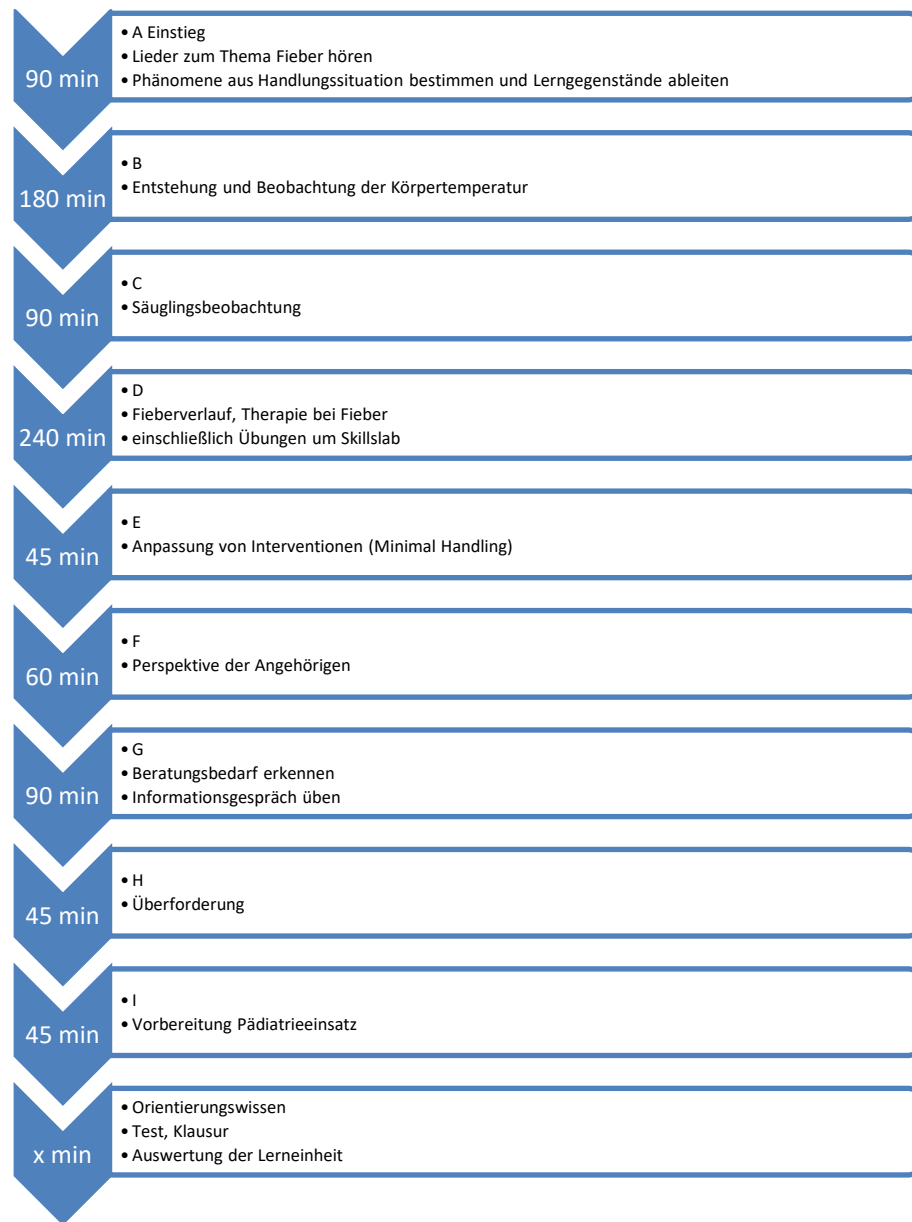 90 min
• A Einstieg
• Lieder zum Thema Fieber hören
• Phänomene aus Handlungssituation bestimmen und Lerngegenstände ableiten
180 min
• B
• Entstehung und Beobachtung der Körpertemperatur
90 min
• C
• Säuglingsbeobachtung
240 min
• D
• Fieberverlauf, Therapie bei Fieber
• einschließlich Übungen um Skillslab
45 min
• E
• Anpassung von Interventionen (Minimal Handling)
60 min
• F
• Perspektive der Angehörigen
90 min
• G
• Beratungsbedarf erkennen
• Informationsgespräch üben
45 min
• H
• Überforderung
45 min
• I
• Vorbereitung Pädiatrieeinsatz
x min
• Orientierungswissen
• Test, Klausur
• Auswertung der Lerneinheit